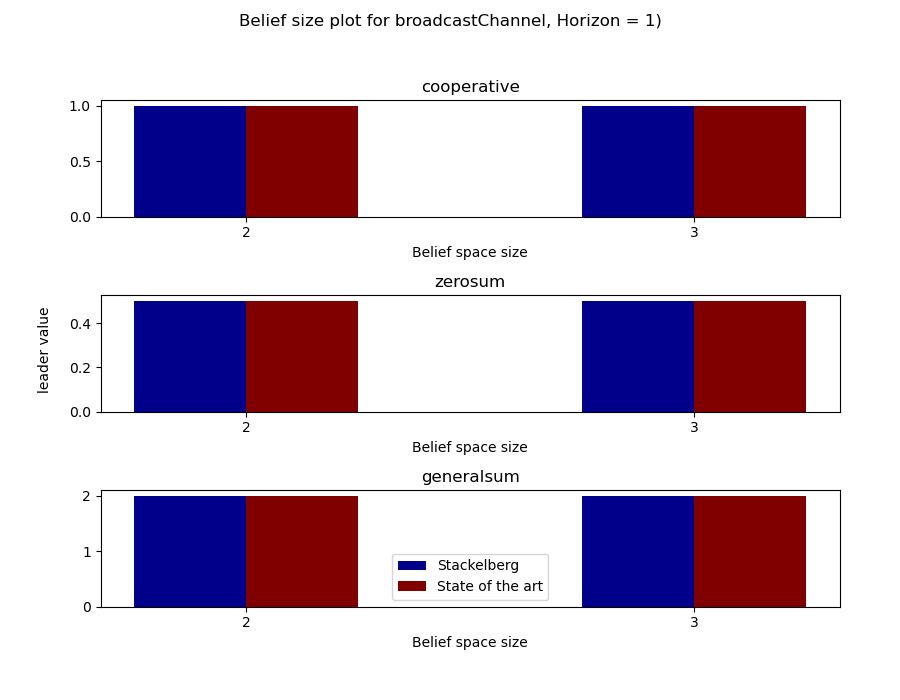 Belief size plot for broadcastChannel, Horizon = 1)
cooperative
1.0
0.5
0.0
2 3
Belief space size
zerosum
leader value
0.4
0.2
0.0
2 3
Belief space size
generalsum
2
1
0
Stackelberg
State of the art
2 3
Belief space size